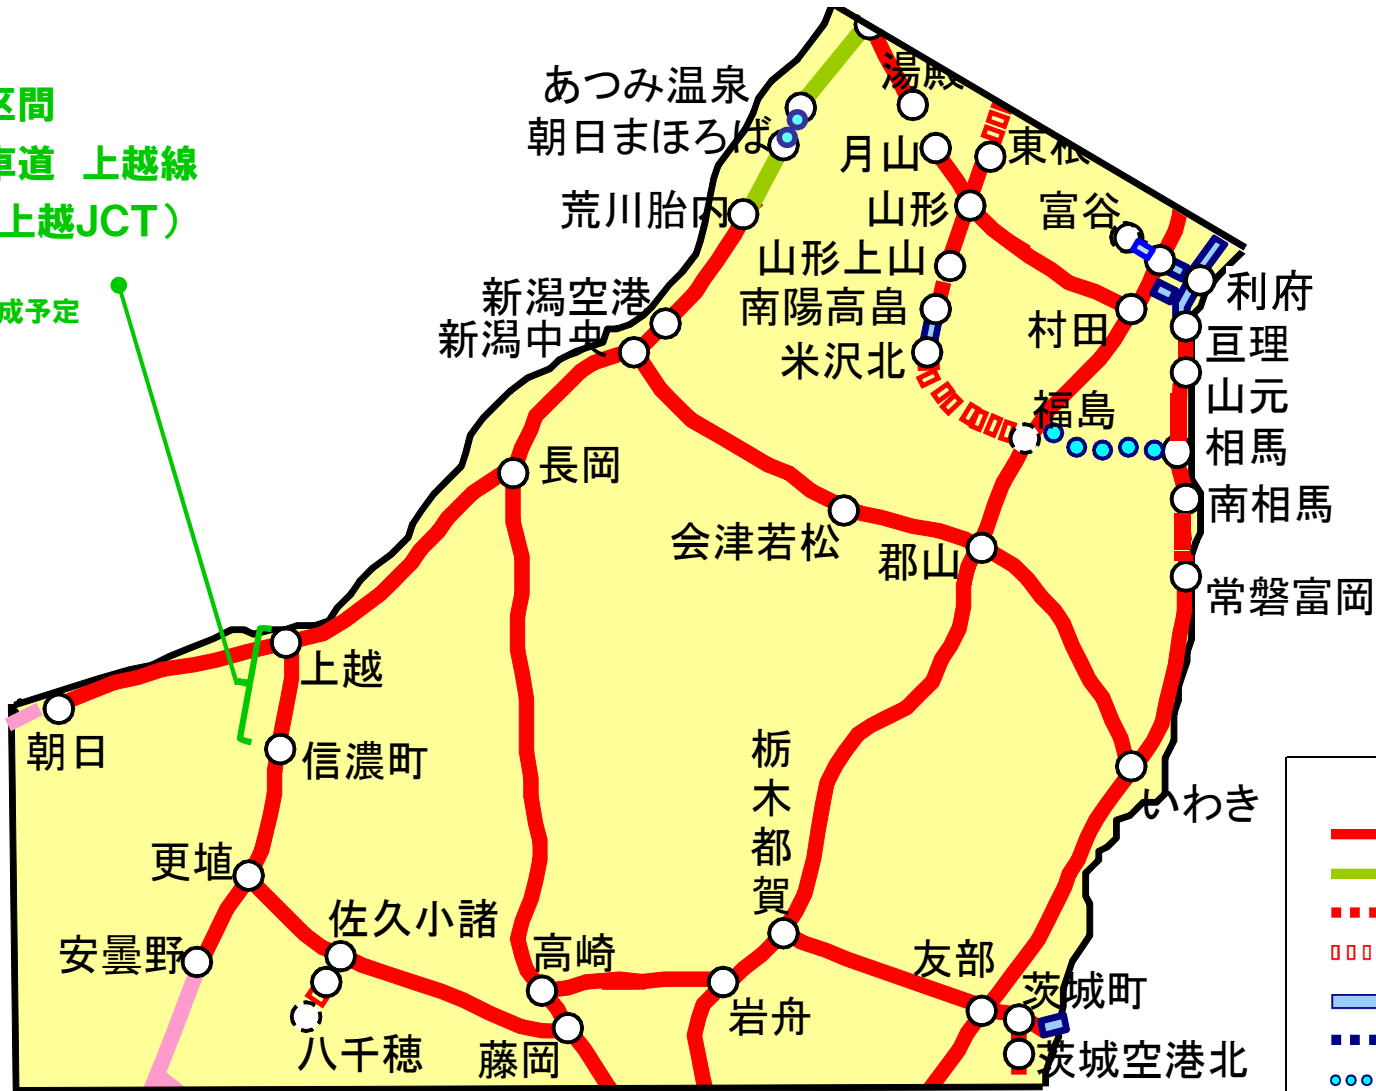 区間
車道 上越線
上越JCT）
成予定
あつみ温泉
朝日まほろば
荒川胎内
新潟空港
新潟中央
湯殿
月山
東根
山形
富谷
山形上山
南陽高畠
米沢北
村田
利府
亘理
山元
福島
相馬
南相馬
長岡
会津若松
郡山
常磐富岡
上越
朝日
信濃町
栃木都賀
いわき
更埴
佐久小諸
安曇野
高崎
友部
茨城町
岩舟
八千穂
藤岡
茨城空港北